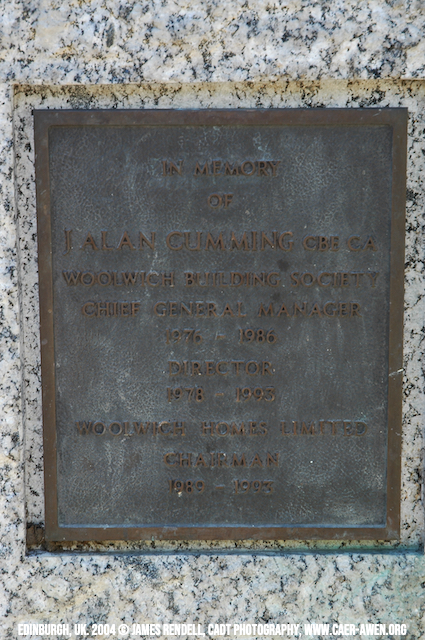 IN MEMORY
OF
J ALAN CUMMING CBE CA
WOOLWICH BUILDING SOCIETY
CHIEF GENERAL MANAGER
1976 - 1986
DIRECTOR
1978 - 1993
WOOLWICH HOMES LIMITED
CHAIRMAN
EDINBURGH, UK. 2004 © JAMES RENDELL, CADT PHOTOGRAPHY, WWW.CAER-AWEN.ORG